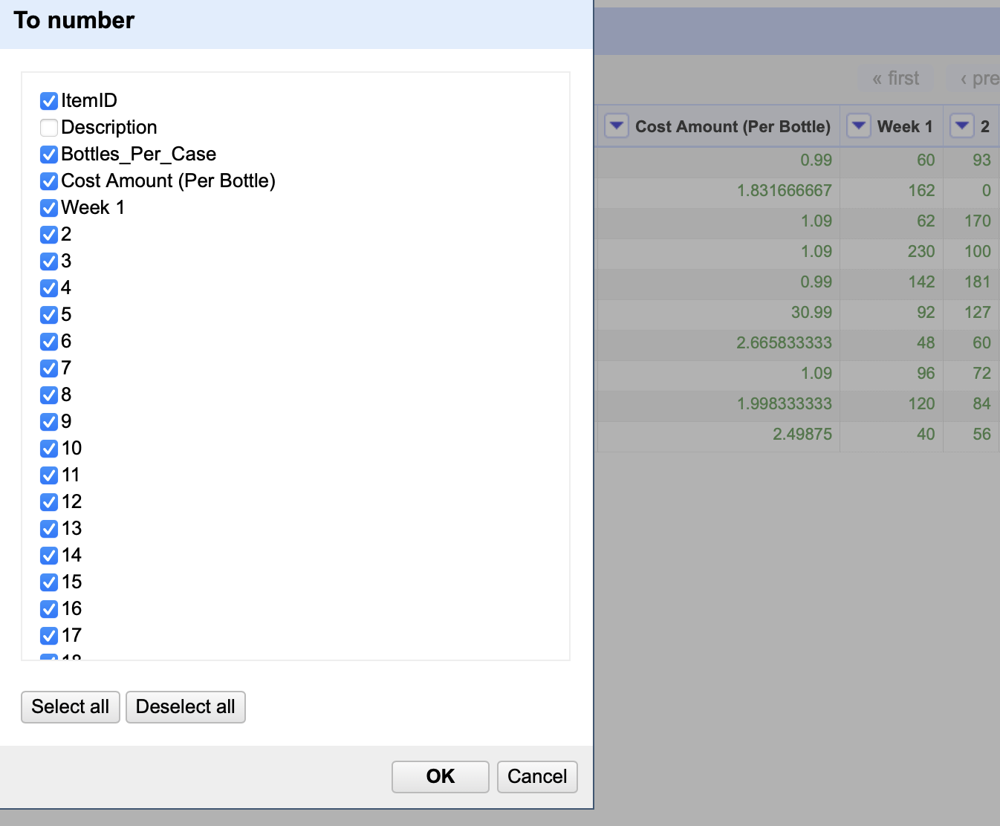 To number
ItemID
Description
Bottles_Per_Case
Cost Amount (Per Bottle)
Week 1
2
3
4
5
6
7
8
9
10
11
12
13
14
15
16
17
18
Select all Deselect all
OK Cancel
« first ‹ pre
Cost Amount (Per Bottle) Week 1 2
0.99 60 93
1.831666667 162 0
1.09 62 170
1.09 230 100
0.99 142 181
30.99 92 127
2.665833333 48 60
1.09 96 72
1.998333333 120 84
2.49875 40 56